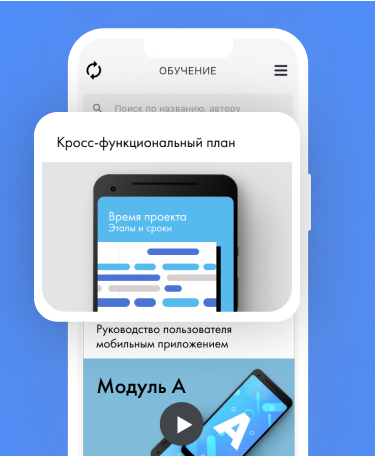 ОБУЧЕНИЕ
Поиск по названию, автору
Кросс-функциональный план
Время проекта
Этапы и сроки
Руководство пользователя
мобильным приложением
Модуль А
А